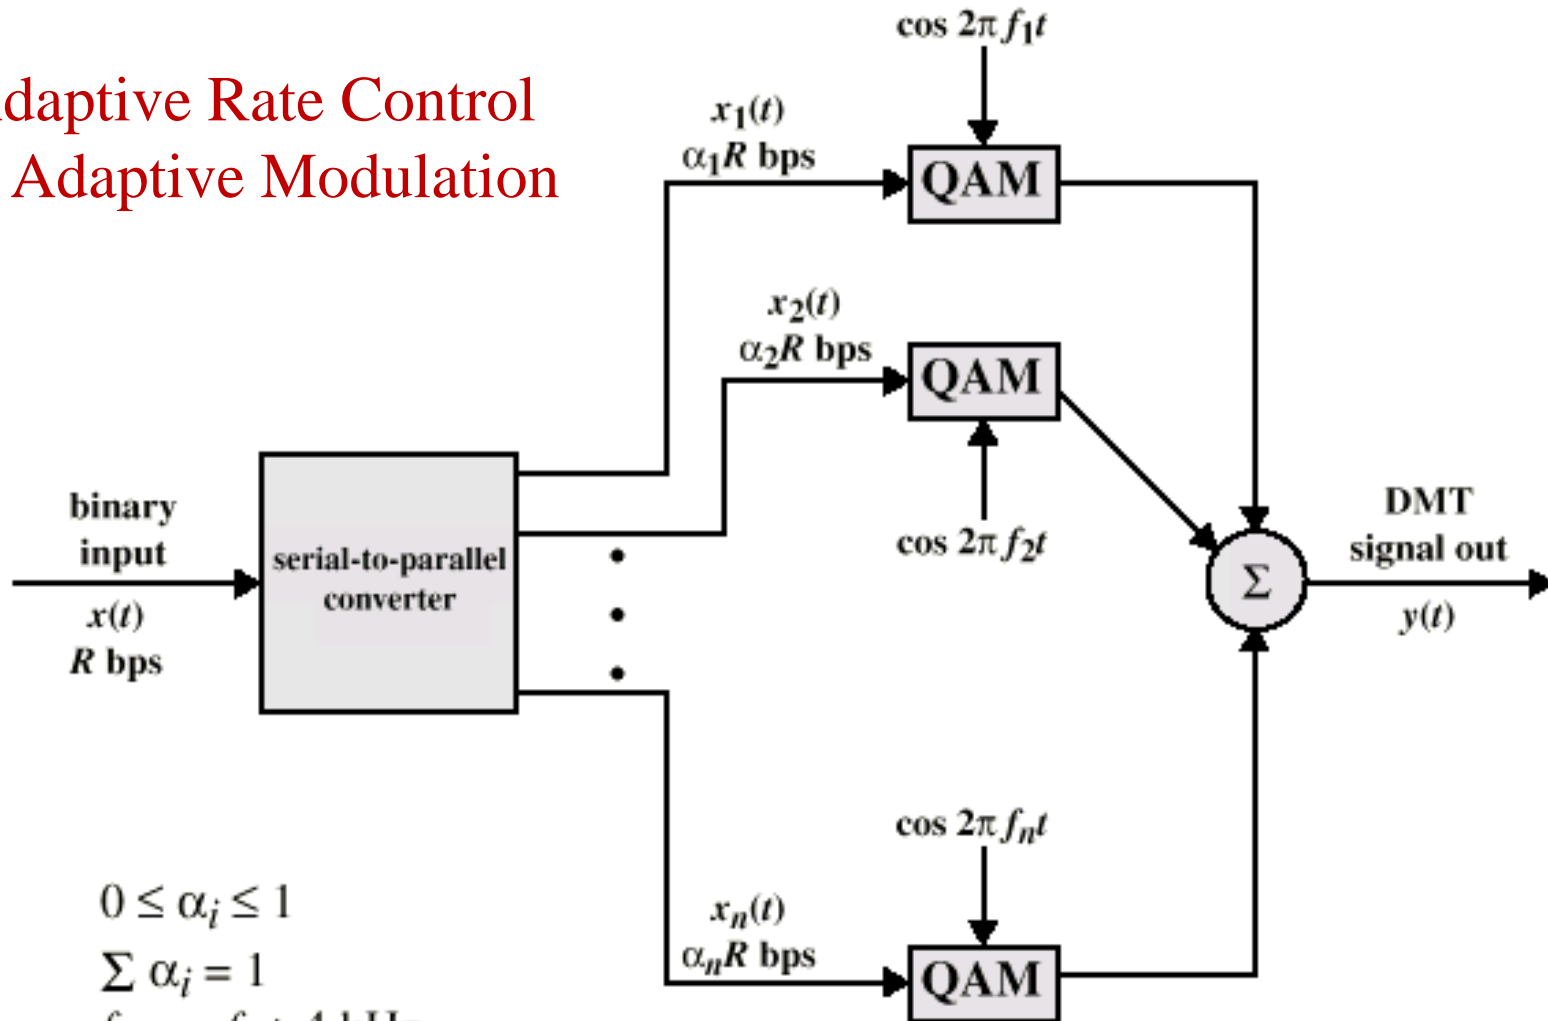 daptive Rate Control
Adaptive Modulation
cos 2π f1t
x1(t)
α1R bps
QAM
x2(t)
α2R bps
QAM
cos 2π f2t
binary
input
x(t)
R bps
serial-to-parallel
converter
Σ
DMT
signal out
y(t)
cos 2π fnt
xn(t)
αnR bps
QAM
0 ≤ αi ≤ 1
Σ αi = 1